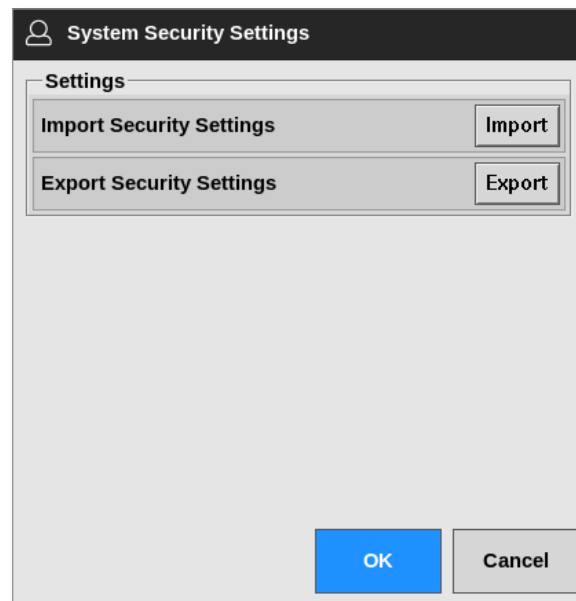 System Security Settings
Settings
Import Security Settings Import
Export Security Settings Export
OK Cancel